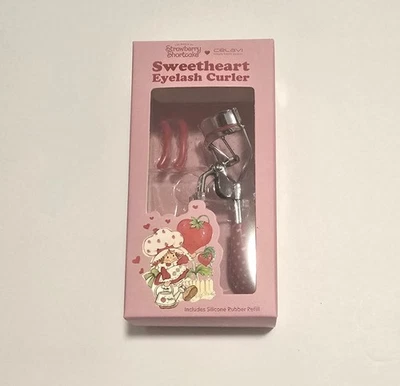 Strawberry
Shortcake
Sweetheart
Eyelash Curler
Includes Silicone Rubber Refill